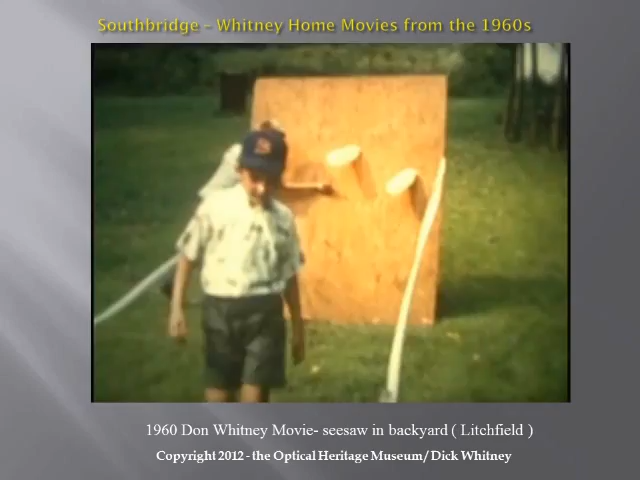 Southbridge - Whitney Home Movies from the 1960s
1960 Don Whitney Movie- seesaw in backyard ( Litchfield )
Copyright 2012 - the Optical Heritage Museum/ Dick Whitney